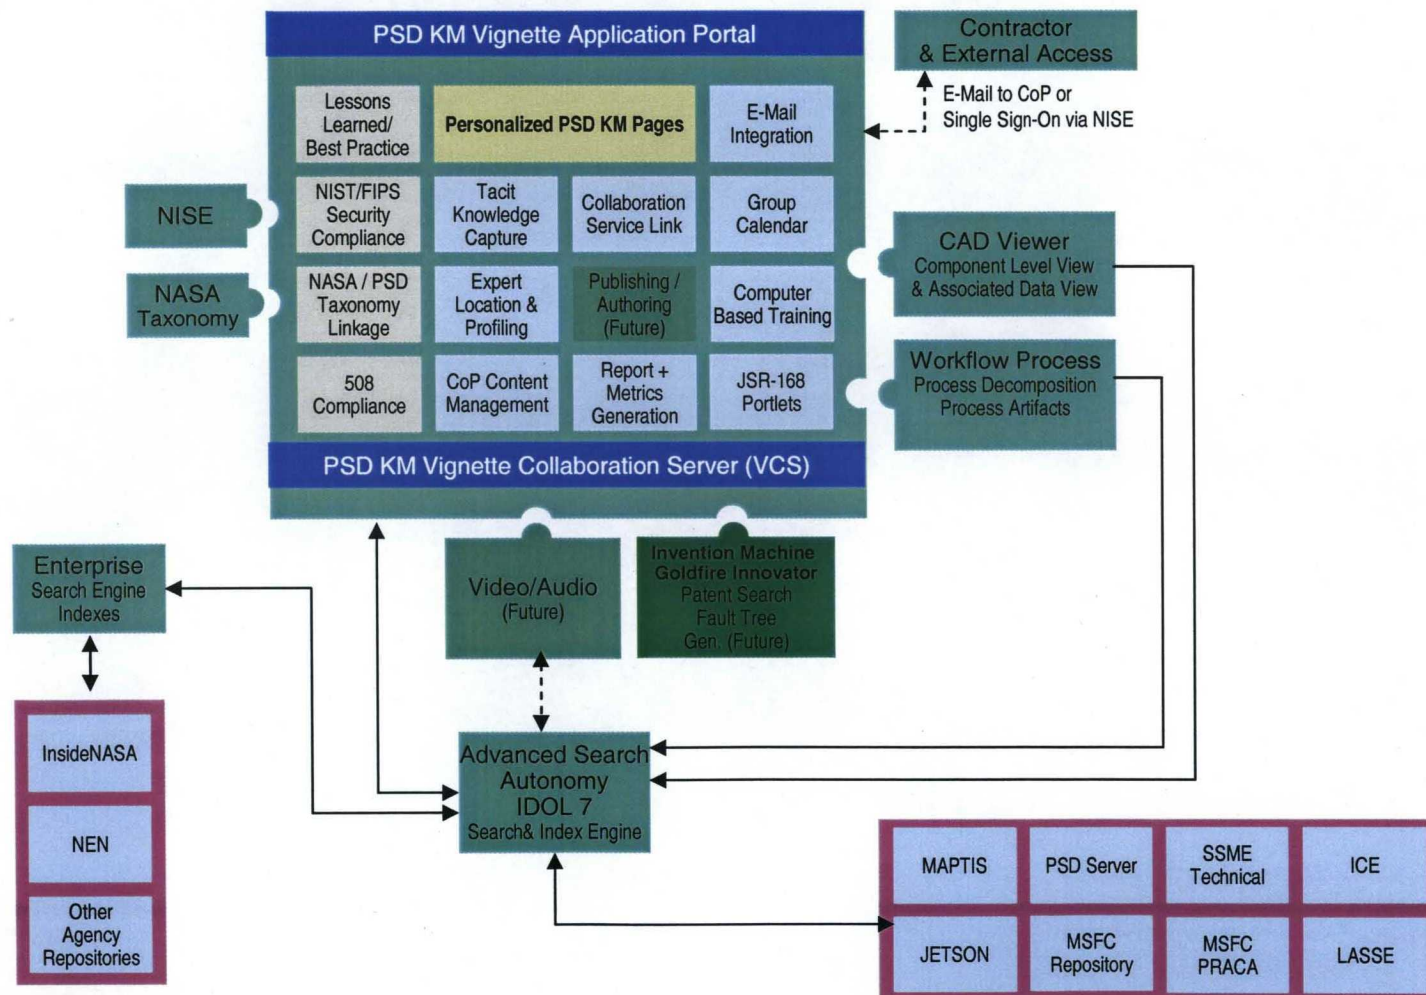 PSD KM Vignette Application Portal
Contractor
& External Access
E-Mail to CoP or
Single Sign-On via NISE
Lessons
Learned/
Best Practice
Personalized PSD KM Pages
E-Mail
Integration
NISE
NIST/FIPS
Security
Compliance
Tacit
Knowledge
Capture
Collaboration
Service Link
Group
Calendar
CAD Viewer
Component Level View
& Associated Data View
NASA
Taxonomy
NASA / PSD
Taxonomy
Linkage
Expert
Location &
Profiling
Publishing /
Authoring
(Future)
Computer
Based Training
Workflow Process
Process Decomposition
Process Artifacts
508
Compliance
CoP Content
Management
Report +
Metrics
Generation
JSR-168
Portlets
PSD KM Vignette Collaboration Server (VCS)
Enterprise
Search Engine
Indexes
Video/Audio
(Future)
Invention Machine
Goldfire Innovator
Patent Search
Fault Tree
Gen. (Future)
InsideNASA
NEN
Other
Agency
Repositories
Advanced Search
Autonomy
IDOL 7
Search& Index Engine
MAPTIS
PSD Server
SSME
Technical
ICE
JETSON
MSFC
Repository
MSFC
PRACA
LASSE